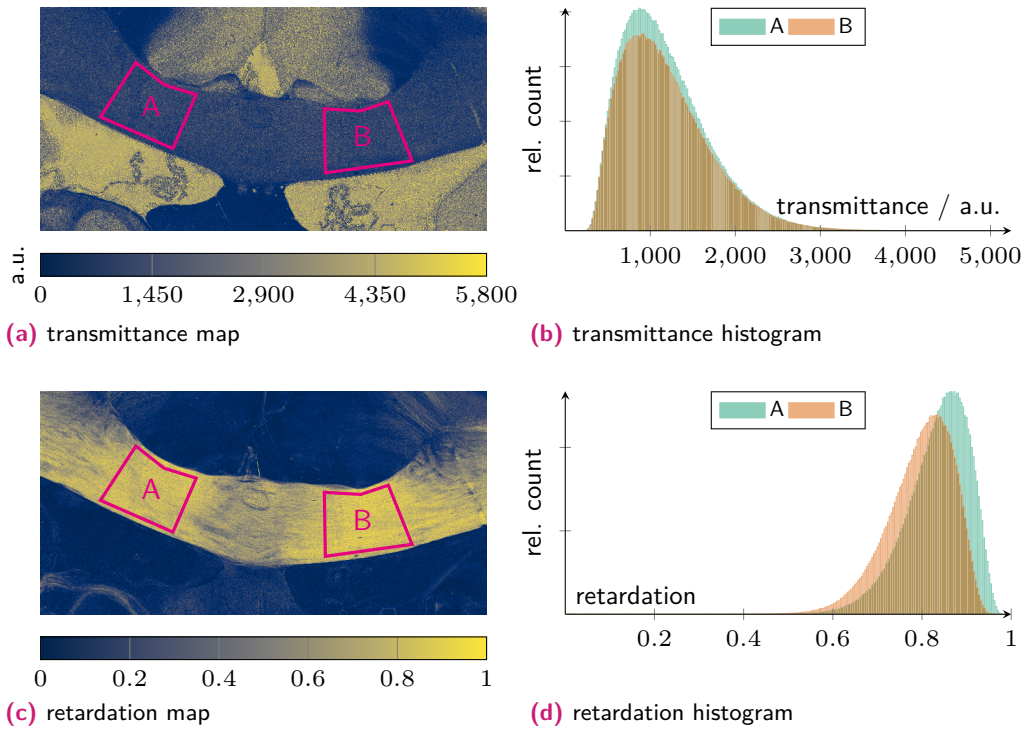 A
B
a.u.
0 1,450 2,900 4,350 5,800
(a) transmittance map
A B
rel. count
transmittance / a.u.
1,000 2,000 3,000 4,000 5,000
(b) transmittance histogram
A
B
0 0.2 0.4 0.6 0.8 1
(c) retardation map
A B
rel. count
retardation
0.2 0.4 0.6 0.8 1
(d) retardation histogram